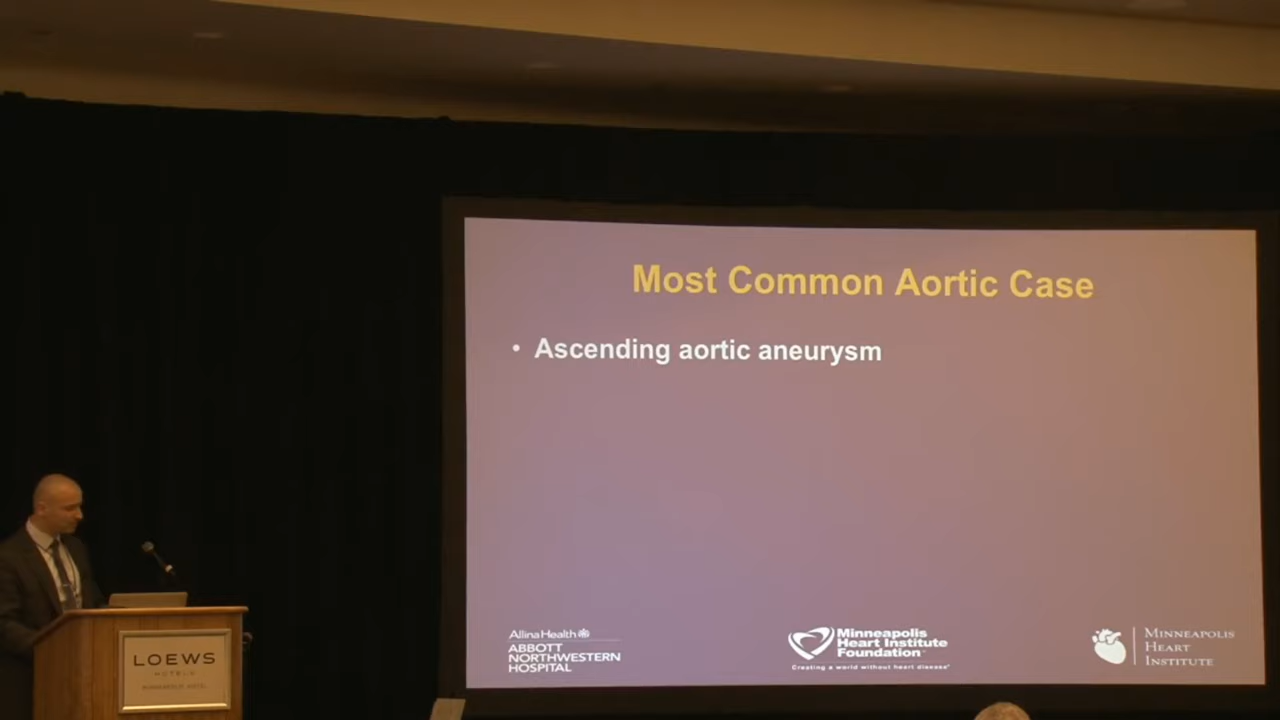 Most Common Aortic Case
• Ascending aortic aneurysm
Allina Health
ABBOTT
NORTHWESTERN
HOSPITAL
Minneapolis
Heart Institute
Foundation
Creating a world without heart disease
MINNEAPOLIS
HEART
INSTITUTE
LOEWS
HOTELS